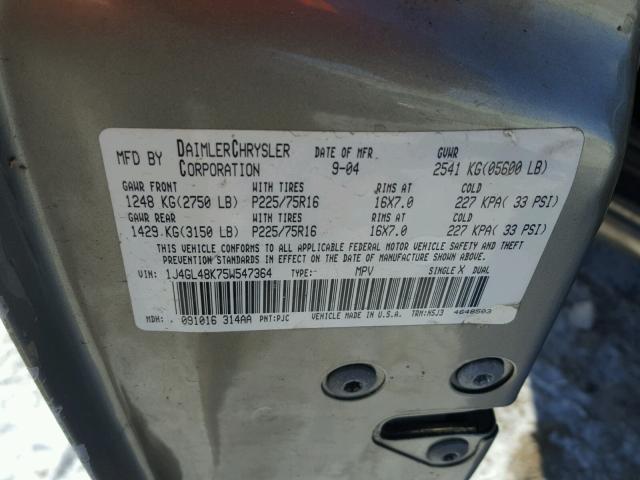 MFD BY DAIMLERCHRYSLER CORPORATION DATE OF MFR 9-04 GVWR 2541 KG(05600 LB)
GAWR FRONT WITH TIRES RIMS AT COLD
1248 KG(2750 LB) P225/75R16 16X7.0 227 KPA( 33 PSI)
GAWR REAR WITH TIRES RIMS AT COLD
1429 KG(3150 LB) P225/75R16 16X7.0 227 KPA( 33 PSI)
THIS VEHICLE CONFORMS TO ALL APPLICABLE FEDERAL MOTOR VEHICLE SAFETY AND THEFT
PREVENTION STANDARDS IN EFFECT ON THE DATE OF MANUFACTURE SHOWN ABOVE.
VIN: 1J4GL48K75W547364 TYPE:- MPV SINGLE X DUAL
MDH: 091016 314AA PNT:PJC VEHICLE MADE IN U.S.A. TRM:HSJ3 4648503